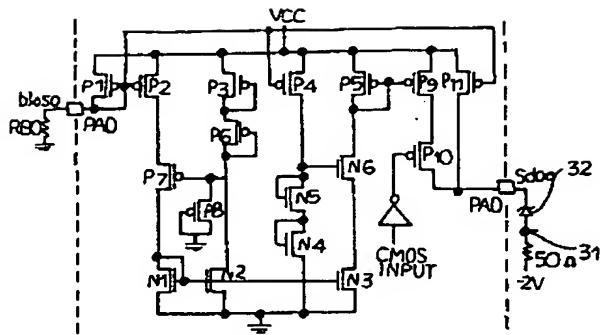 VCC
P1
P2
P3
P4
P5
P9
P11
bloso
R80
PAD
P6
P10
P7
N6
Sdoo
32
P8
N5
PAD
N4
31
N1
N2
N3
CMOS
INPUT
50Ω
-2V